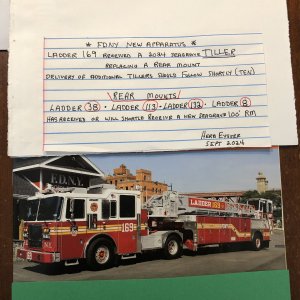 * FDNY NEW APPARATUS *
LADDER 169 RECEIVED A 2024 SEAGRAVE TILLER
REPLACING A REAR MOUNT
DELIVERY OF ADDITIONAL TILLERS SHOULD FOLLOW SHORTLY (TEN)
REAR MOUNTS
LADDER 38 · LADDER 113 · LADDER 132 · LADDER 8
HAS RECEIVED OR WILL SHORTLY RECEIVE A NEW SEAGRAVE 100' RM
HERB EYSTER
SEPT 2024
F.D.N.Y.
LADDER 169
169